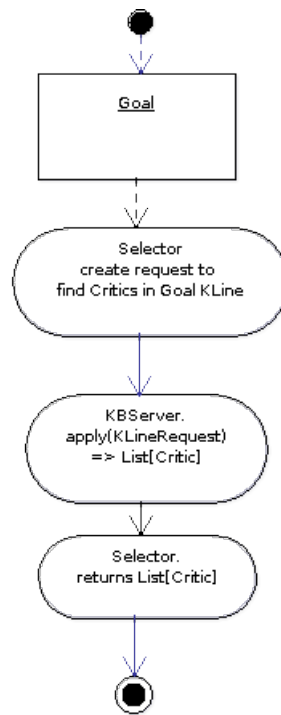 Goal
Selector
create request to
find Critics in Goal KLine
KBServer.
apply(KLineRequest)
=> List[Critic]
Selector.
returns List[Critic]